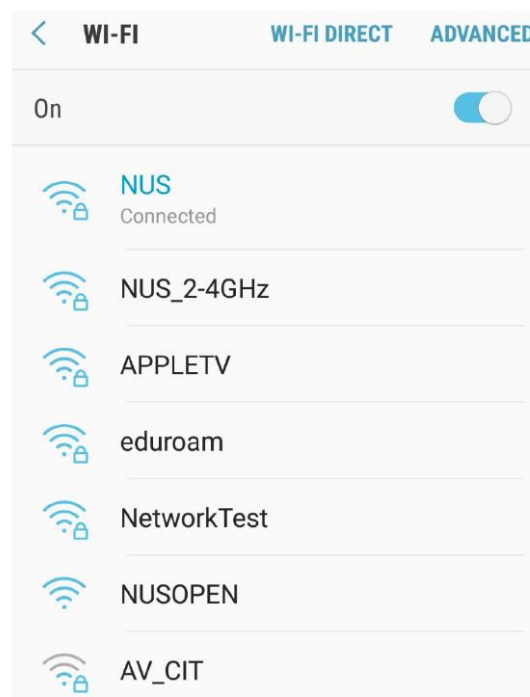 WI-FI WI-FI DIRECT ADVANCED
On
NUS
Connected
NUS_2-4GHz
APPLETV
eduroam
NetworkTest
NUSOPEN
AV_CIT